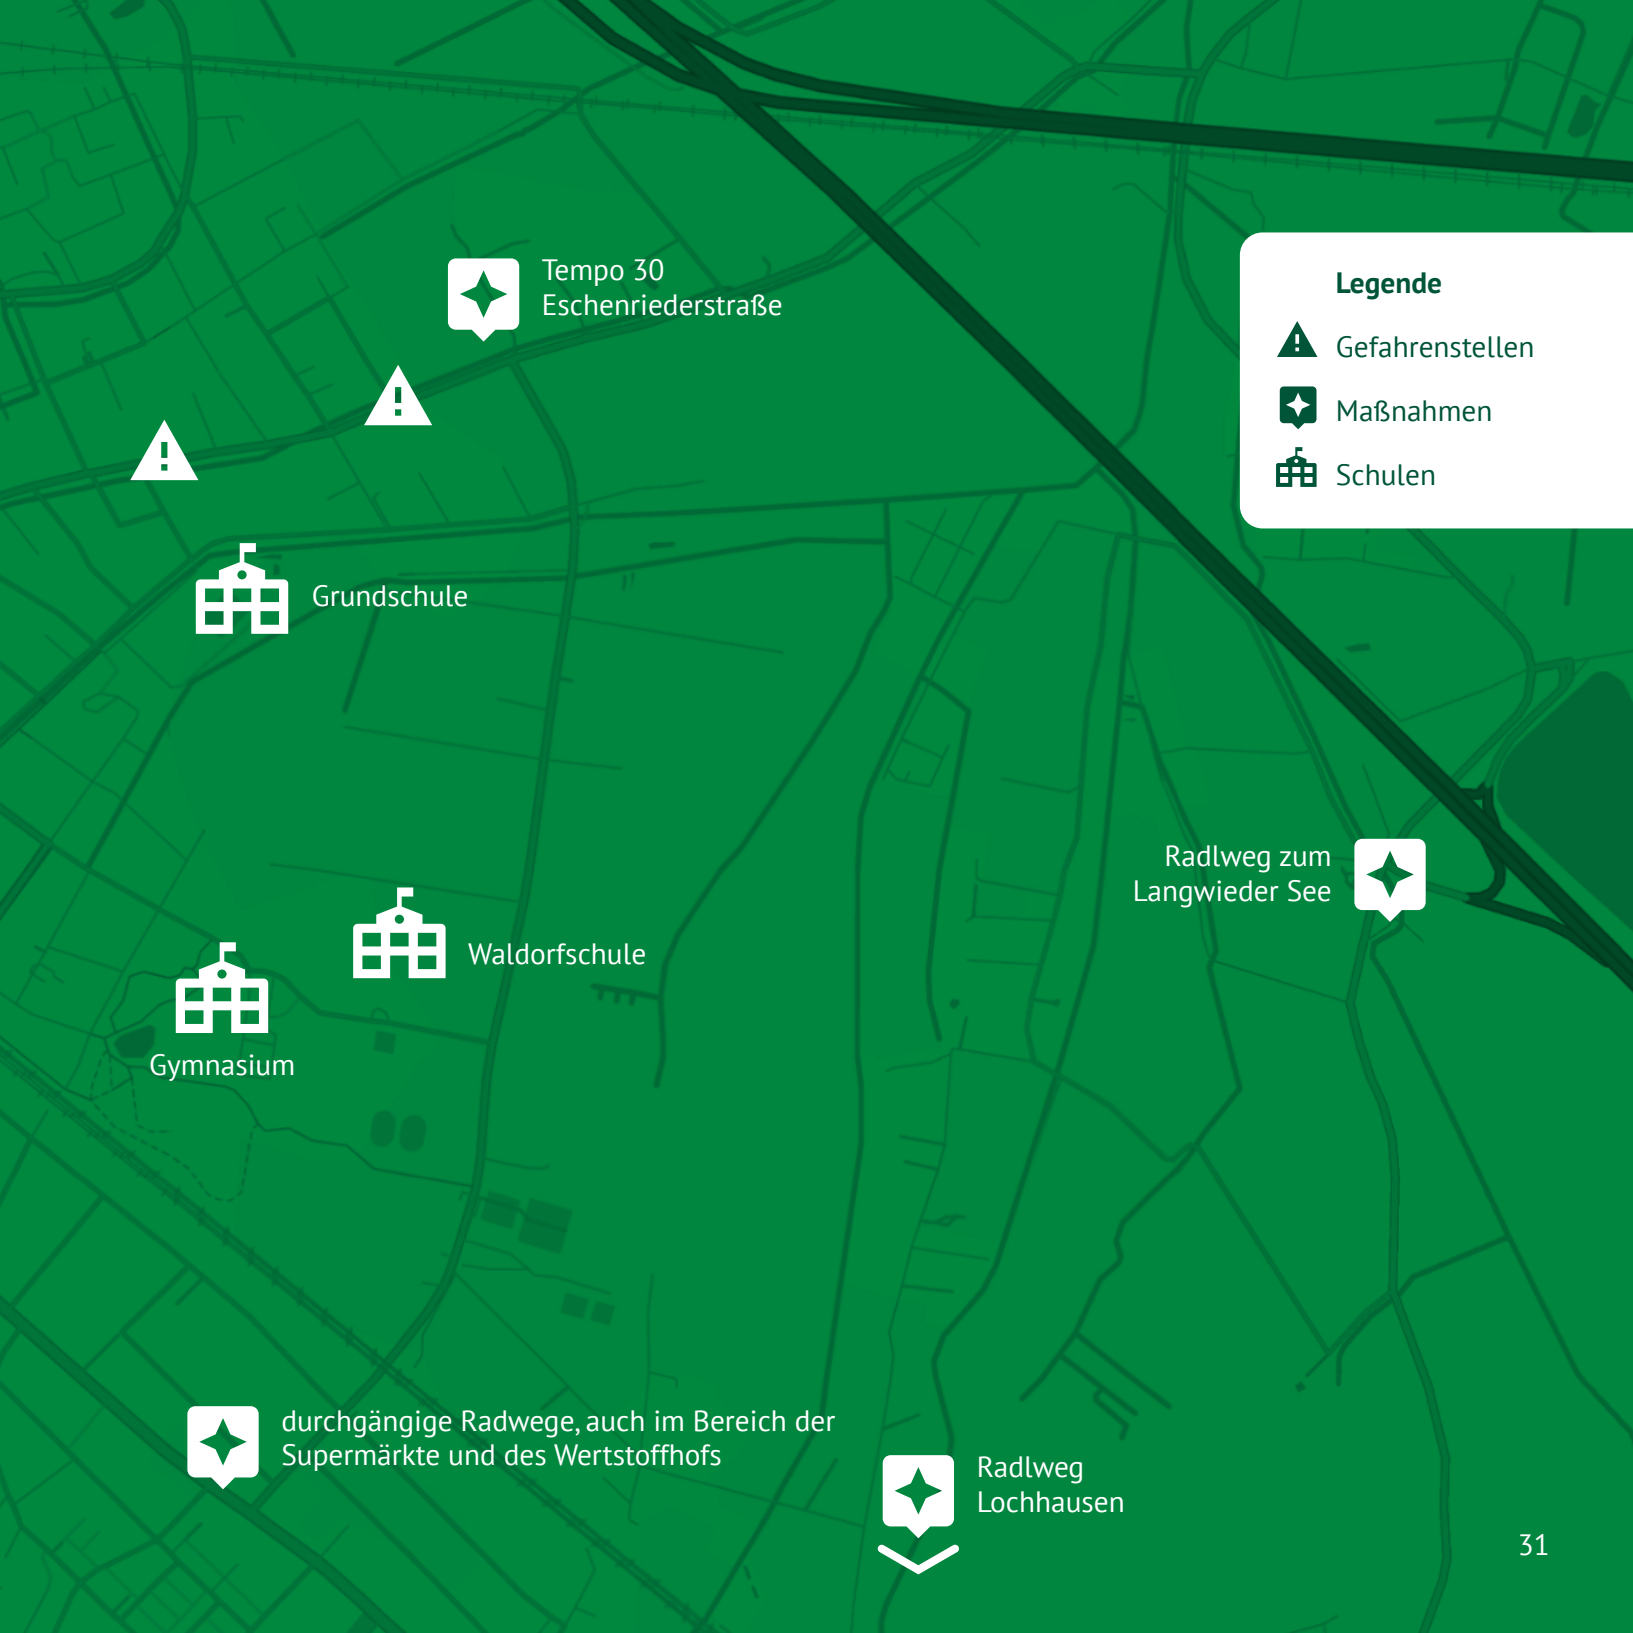 Tempo 30
Eschenriederstraße
Legende
Gefahrenstellen
Maßnahmen
Schulen
Grundschule
Radlweg zum
Langwieder See
Waldorfschule
Gymnasium
durchgängige Radwege, auch im Bereich der
Supermärkte und des Wertstoffhofs
Radlweg
Lochhausen
31